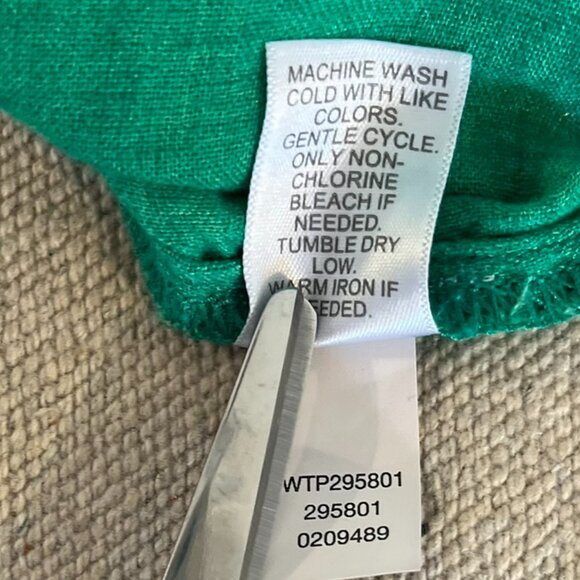 MACHINE WASH
COLD WITH LIKE
COLORS.
GENTLE CYCLE.
ONLY NON-
CHLORINE
BLEACH IF
NEEDED.
TUMBLE DRY
LOW.
WARM IRON IF
NEEDED.
WTP295801
295801
0209489